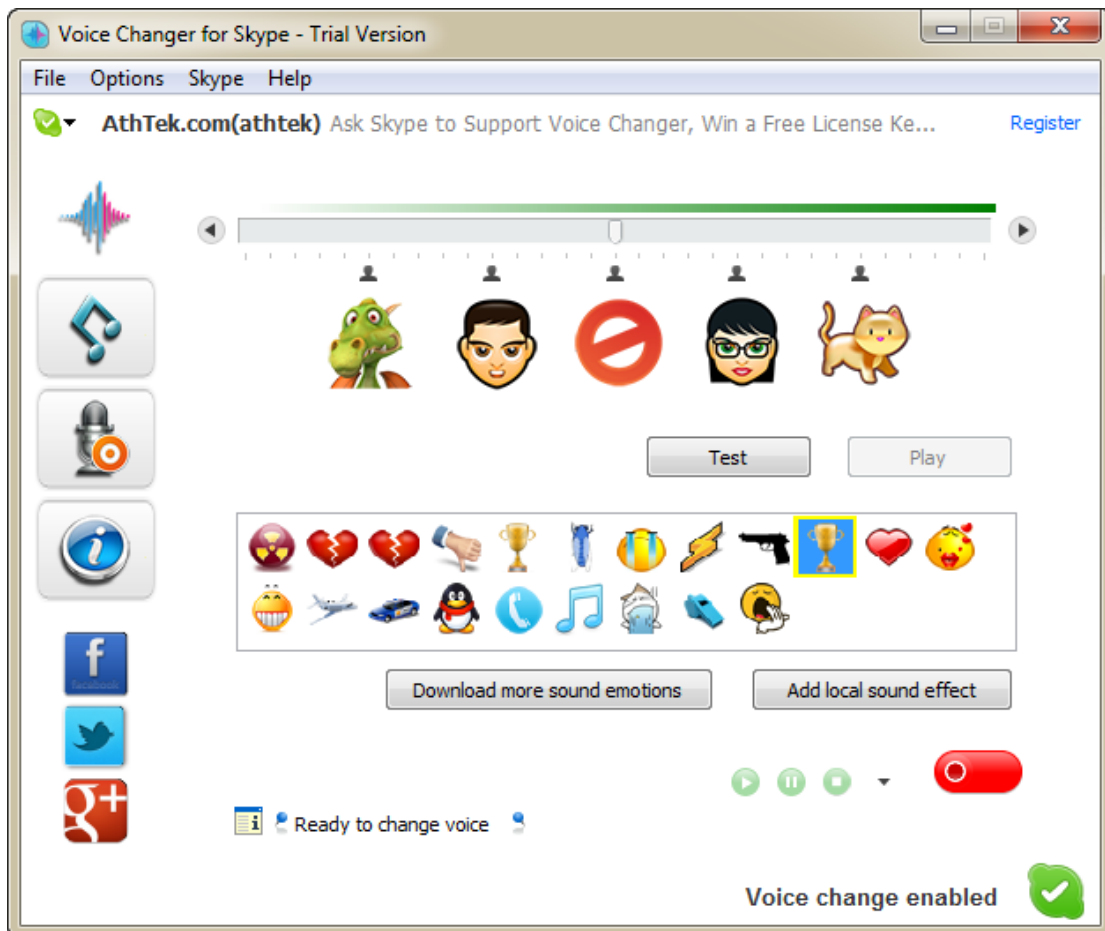 Voice Changer for Skype - Trial Version
File Options Skype Help
AthTek.com(athtek) Ask Skype to Support Voice Changer, Win a Free License Ke... Register
Test Play
f
facebook
Download more sound emotions Add local sound effect
g+
Ready to change voice
Voice change enabled